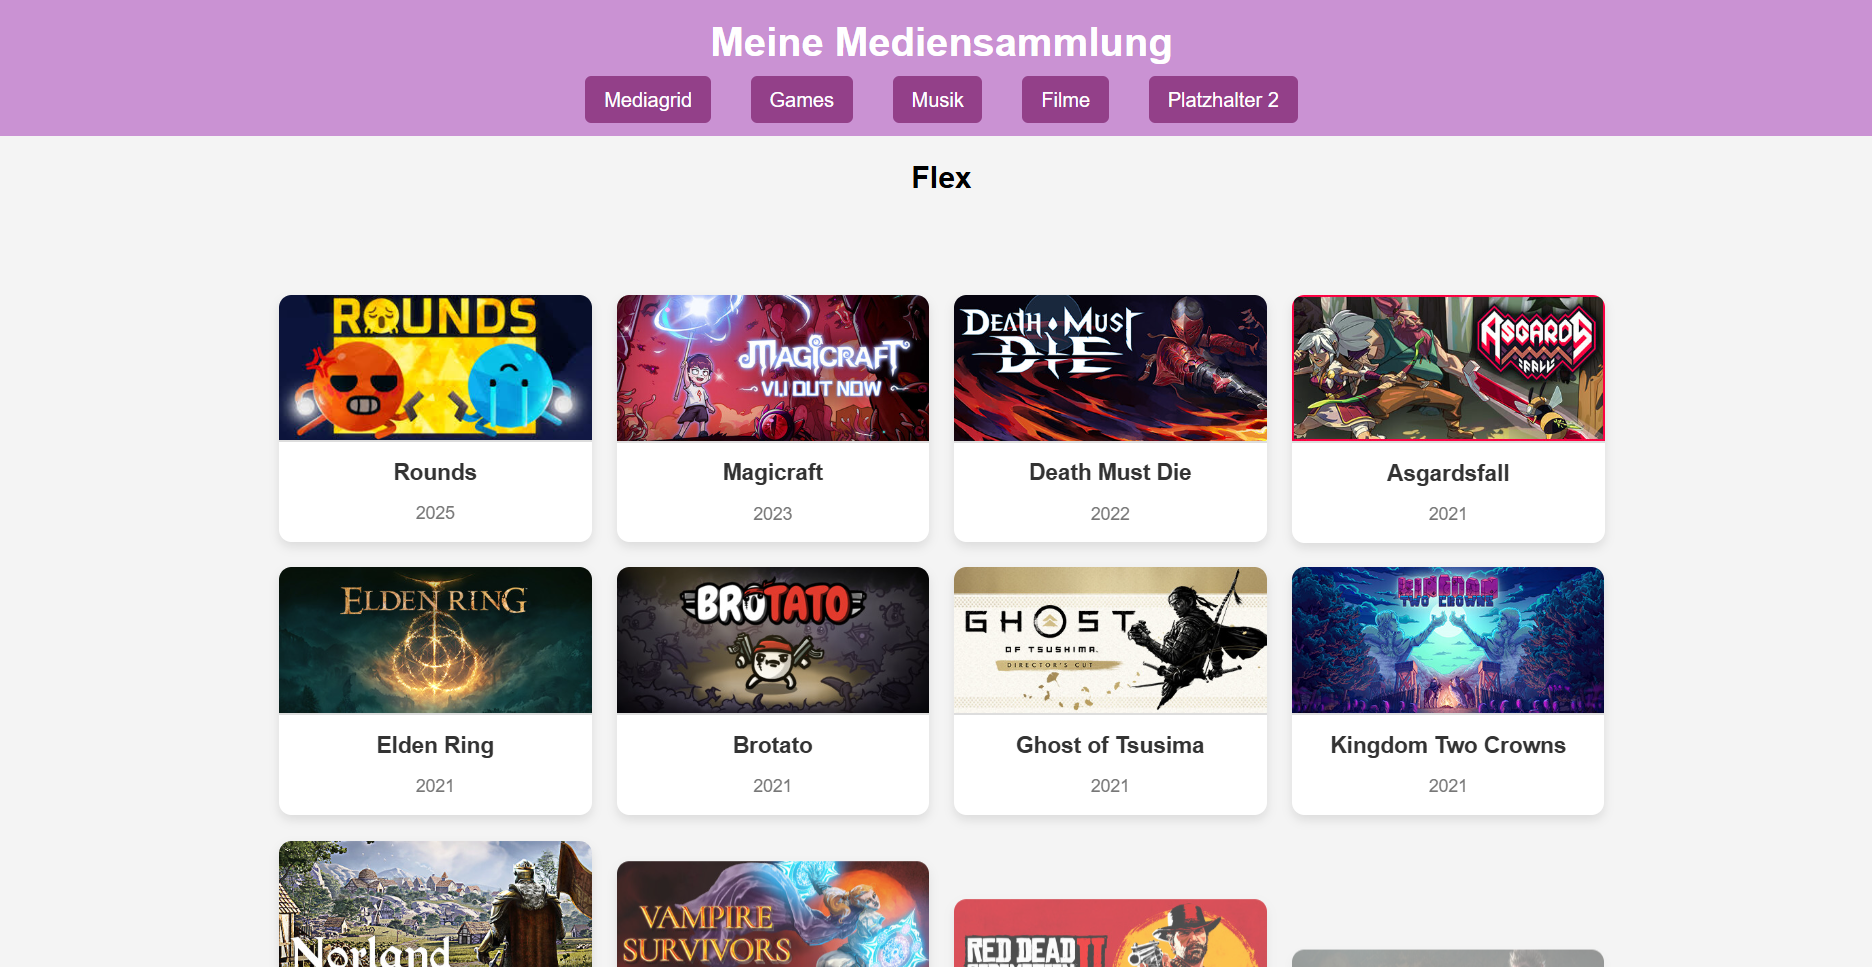 Meine Mediensammlung
Mediagrid
Games
Musik
Filme
Platzhalter 2
Flex
ROUNDS
MAGICRAFT
V1.1 OUT NOW
DEATH MUST
DIE
ASGARDS
FALL
Rounds
2025
Magicraft
2023
Death Must Die
2022
Asgardsfall
2021
ELDEN RING
BROTATO
GHOST
OF TSUSHIMA
DIRECTOR'S CUT
KINGDOM
TWO CROWNS
Elden Ring
2021
Brotato
2021
Ghost of Tsusima
2021
Kingdom Two Crowns
2021
Norland
VAMPIRE
SURVIVORS
RED DEAD
II